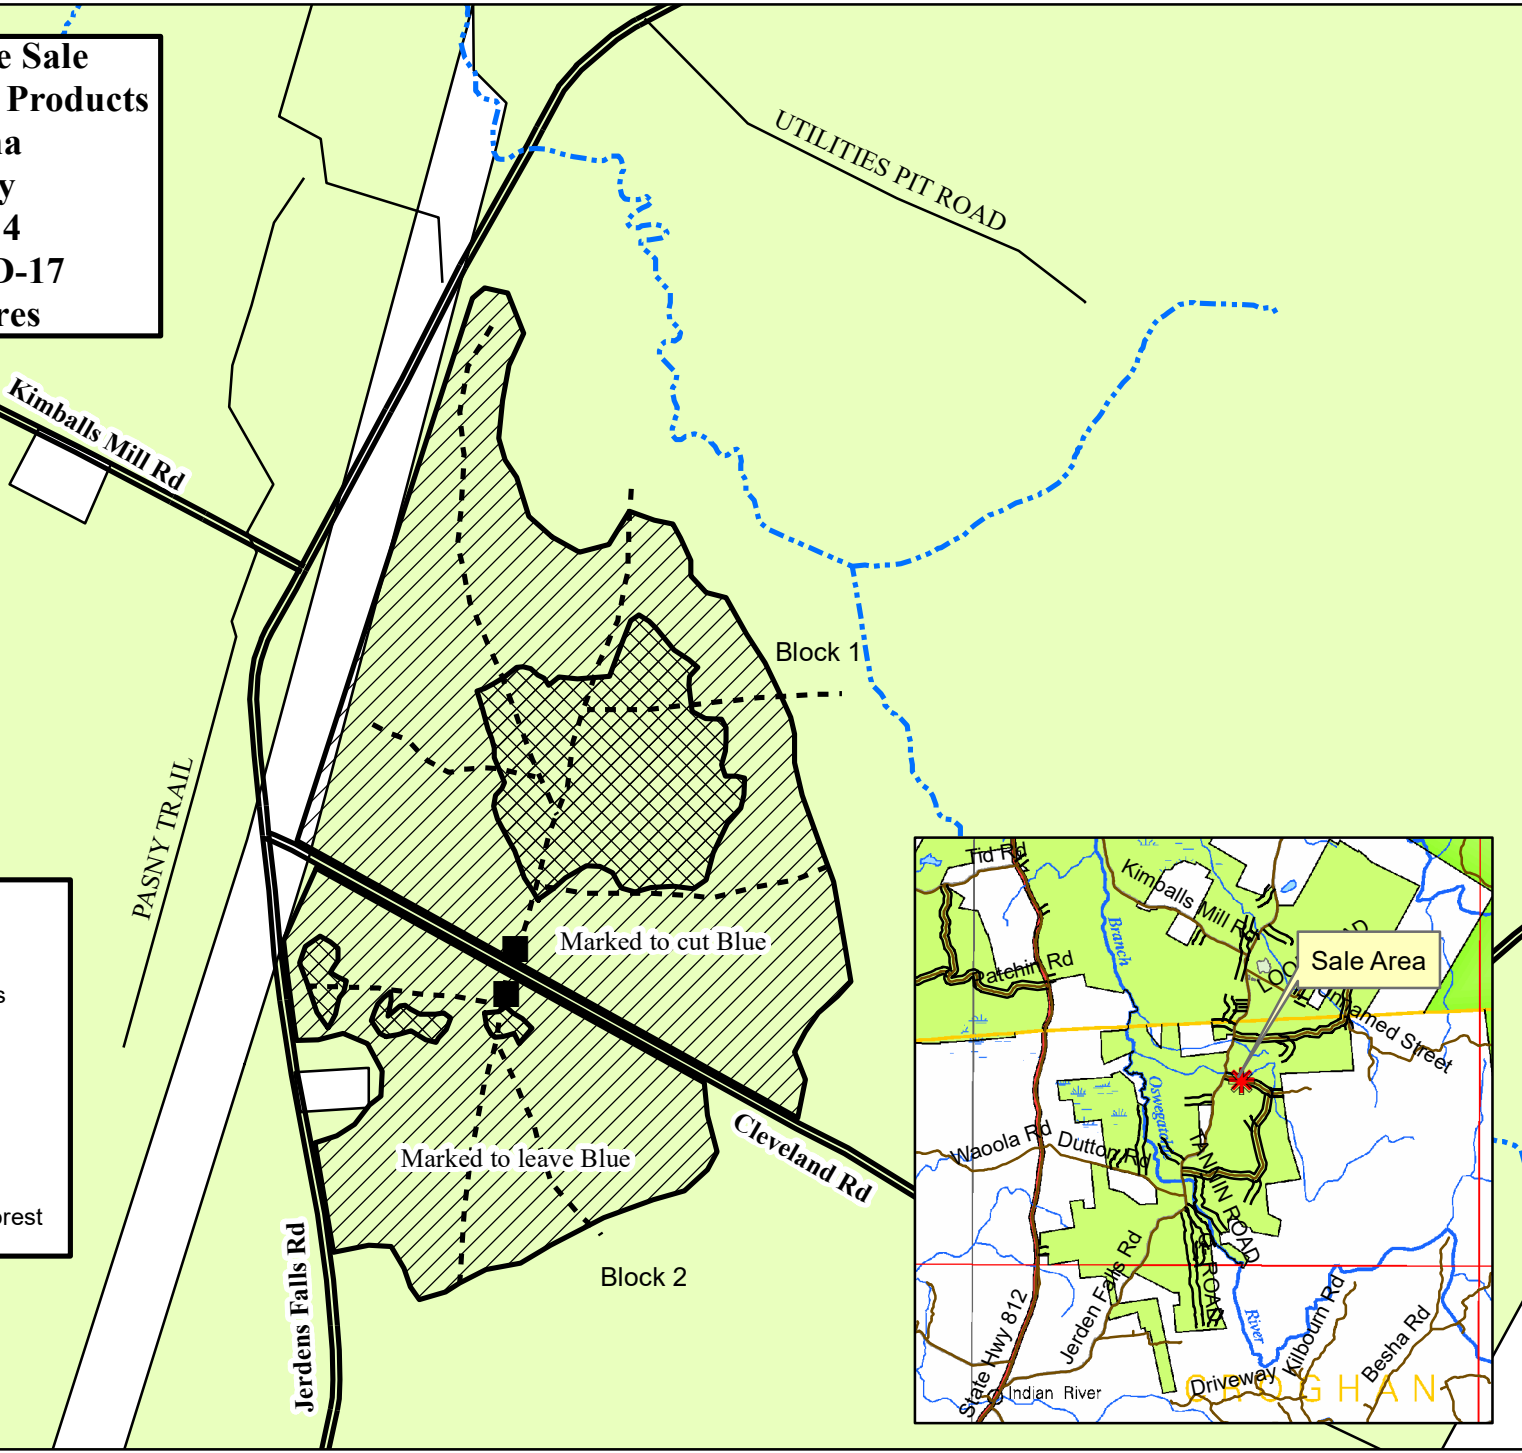 e Sale
Products
na
y
4
D-17
res
UTILITIES PIT ROAD
Kimballs Mill Rd
Block 1
PASNY TRAIL
Marked to cut Blue
s
orest
Marked to leave Blue
Cleveland Rd
Block 2
Jerdens Falls Rd
Tid Rd
Kimballs Mill R
Branch
Patchin Rd
Sale Area
Unnamed Street
Oswegatchie
Waoola Rd
Dutton Rd
TANNIN ROAD
ROAD
Jerden Falls Rd
State Hwy 812
River
Kilbourn Rd
Besha Rd
Driveway
Indian River
CROGHAN